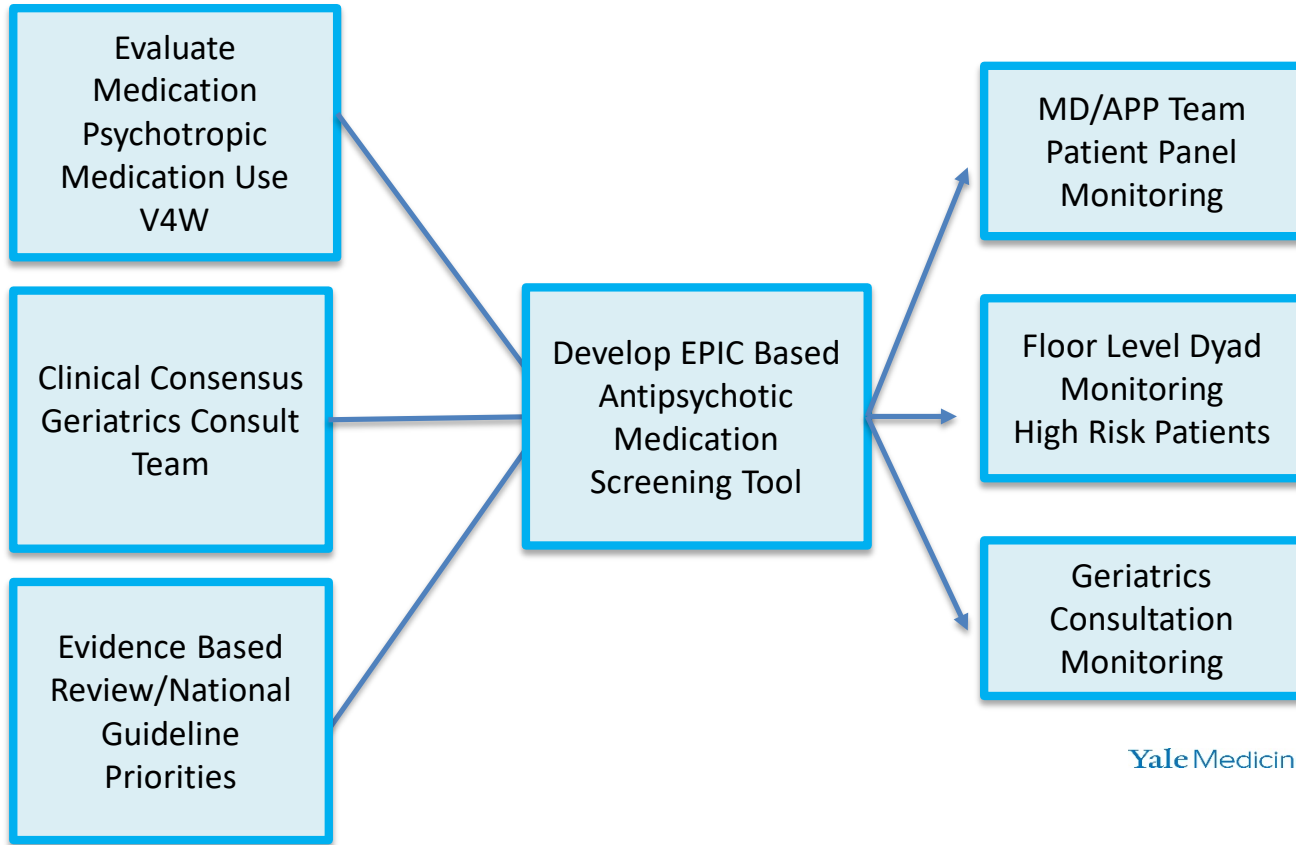 Evaluate
Medication
Psychotropic
Medication Use
V4W
Clinical Consensus
Geriatrics Consult
Team
Evidence Based
Review/National
Guideline
Priorities
Develop EPIC Based
Antipsychotic
Medication
Screening Tool
MD/APP Team
Patient Panel
Monitoring
Floor Level Dyad
Monitoring
High Risk Patients
Geriatrics
Consultation
Monitoring
Yale Medicin